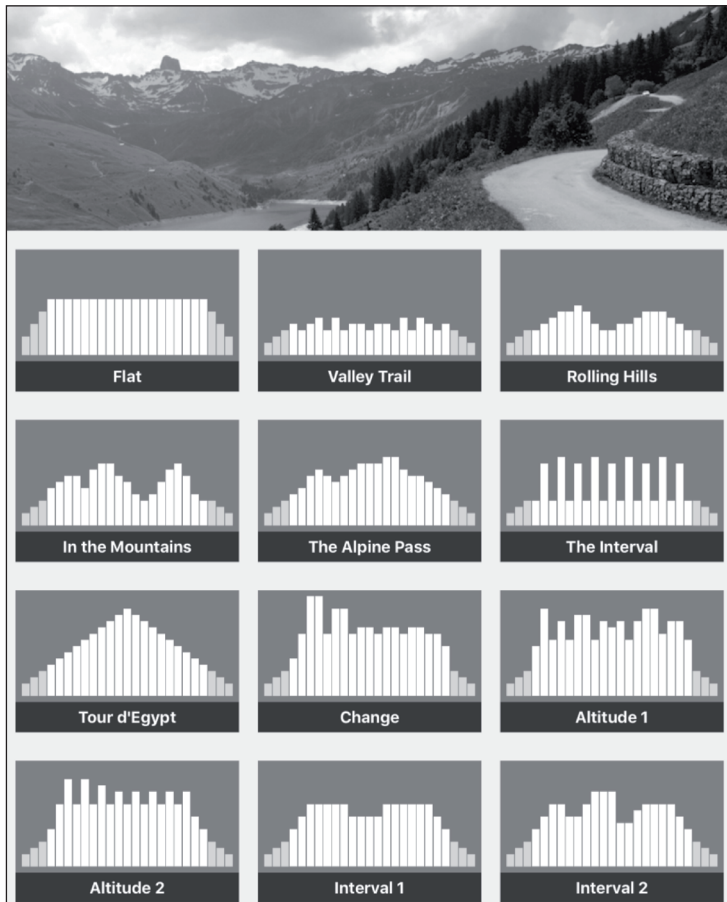 Flat
Valley Trail
Rolling Hills
In the Mountains
The Alpine Pass
The Interval
Tour d'Egypt
Change
Altitude 1
Altitude 2
Interval 1
Interval 2